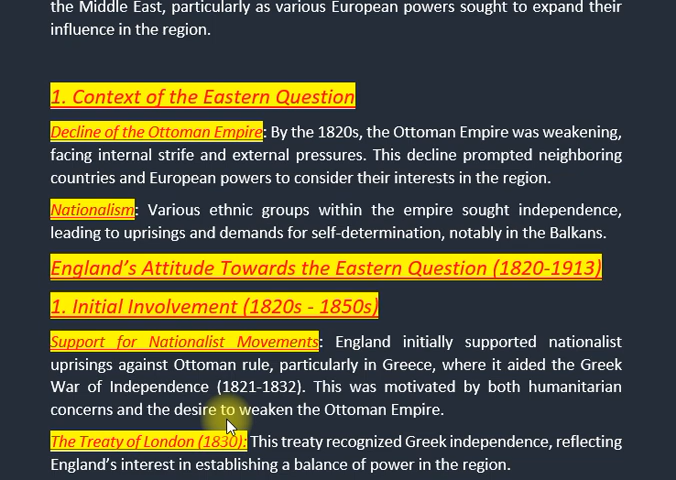 the Middle East, particularly as various European powers sought to expand their
influence in the region.
1. Context of the Eastern Question
Decline of the Ottoman Empire: By the 1820s, the Ottoman Empire was weakening,
facing internal strife and external pressures. This decline prompted neighboring
countries and European powers to consider their interests in the region.
Nationalism: Various ethnic groups within the empire sought independence,
leading to uprisings and demands for self-determination, notably in the Balkans.
England's Attitude Towards the Eastern Question (1820-1913)
1. Initial Involvement (1820s - 1850s)
Support for Nationalist Movements: England initially supported nationalist
uprisings against Ottoman rule, particularly in Greece, where it aided the Greek
War of Independence (1821-1832). This was motivated by both humanitarian
concerns and the desire to weaken the Ottoman Empire.
The Treaty of London (1830): This treaty recognized Greek independence, reflecting
England's interest in establishing a balance of power in the region.